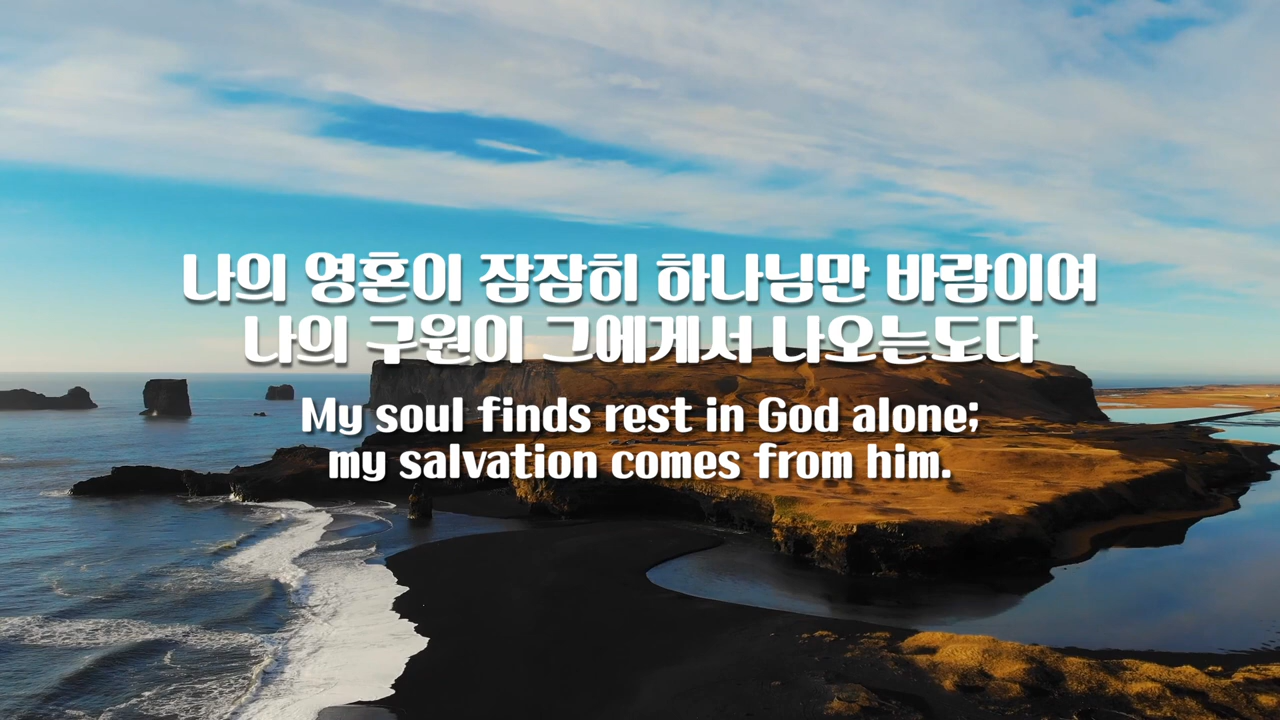 나의 영혼이 잠잠히 하나님만 바람이여
나의 구원이 그에게서 나오는도다
My soul finds rest in God alone;
my salvation comes from him.